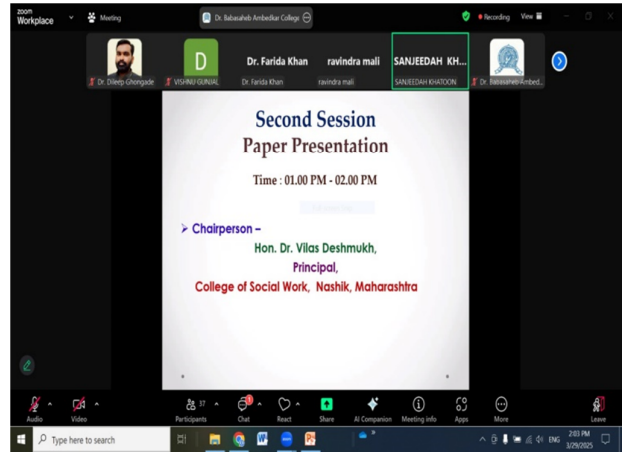 zoom
Workplace
Meeting
Dr. Babasaheb Ambedkar College
Recording
View
Dr. Dileep Ghongade
D
VISHNU GUNJAL
Dr. Farida Khan
Dr. Farida Khan
ravindra mali
ravindra mali
SANJEEDAH KH...
SANJEEDAH KHATOON
Dr. Babasaheb Ambed...
Second Session
Paper Presentation
Time : 01.00 PM - 02.00 PM
➢ Chairperson –
Hon. Dr. Vilas Deshmukh,
Principal,
College of Social Work, Nashik, Maharashtra
Audio
Video
37
Participants
1
Chat
React
Share
AI Companion
Meeting info
Apps
More
Leave
Type here to search
ENG
2:03 PM
3/29/2025